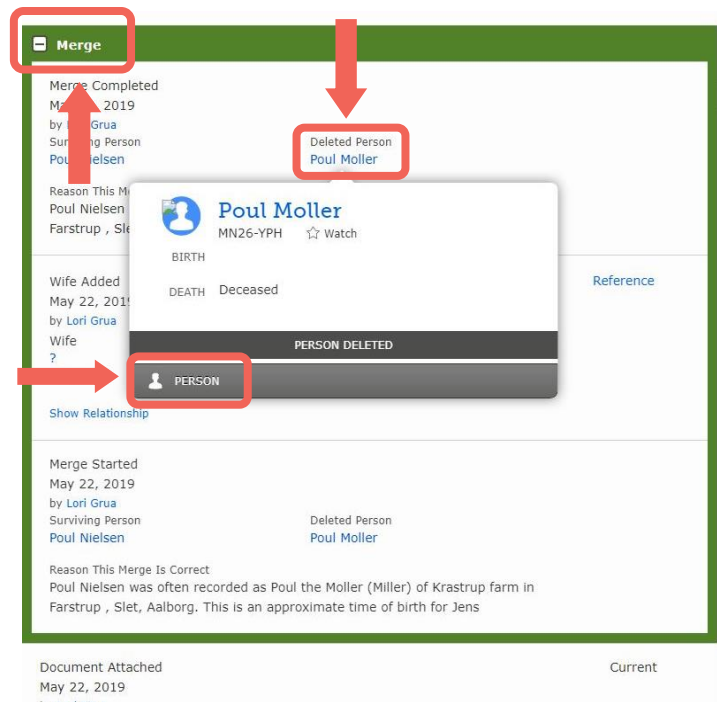 Merge
Merge Completed
2019
by Grua
Surviving Person
Deleted Person
Poul Nielsen
Poul Moller
Reason This
Poul Nielsen
Farstrup ,
Poul Moller
MN26-YPH
Watch
BIRTH
DEATH Deceased
PERSON DELETED
PERSON
Wife Added
Reference
May 22,
by Lori Grua
Wife
?
Show Relationship
Merge Started
May 22, 2019
by Lori Grua
Surviving Person
Deleted Person
Poul Nielsen
Poul Moller
Reason This Merge Is Correct
Poul Nielsen was often recorded as Poul the Moller (Miller) of Krastrup farm in
Farstrup , Slet, Aalborg. This is an approximate time of birth for Jens
Document Attached
Current
May 22, 2019